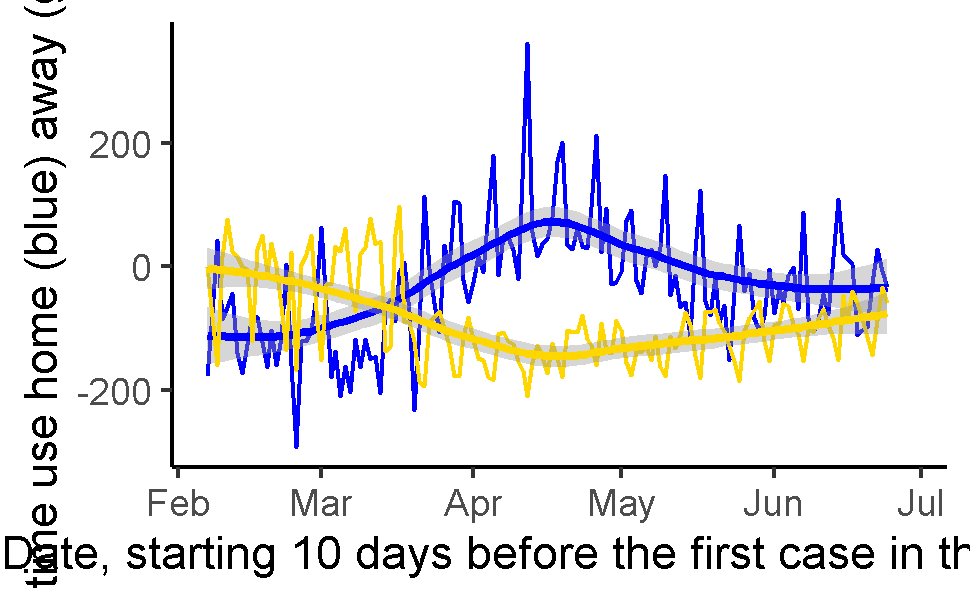 time use home (blue) away (
200
0
-200
Feb Mar Apr May Jun Jul
Date, starting 10 days before the first case in th